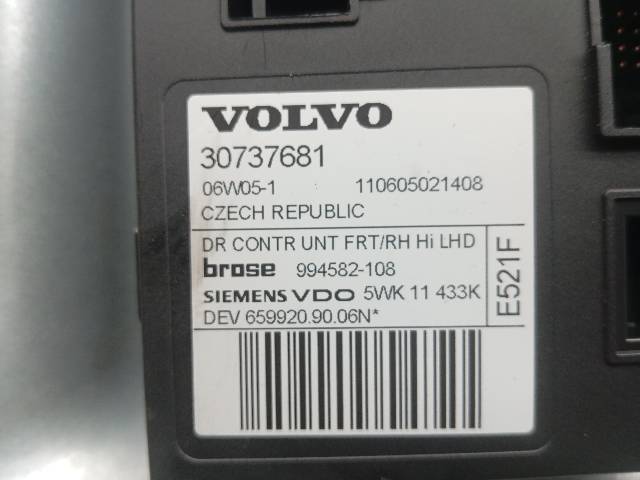 VOLVO
30737681
06W05-1 110605021408
CZECH REPUBLIC
DR CONTR UNT FRT/RH Hi LHD
brose 994582-108
SIEMENS VDO 5WK 11 433K
DEV 659920.90.06N*
E521F